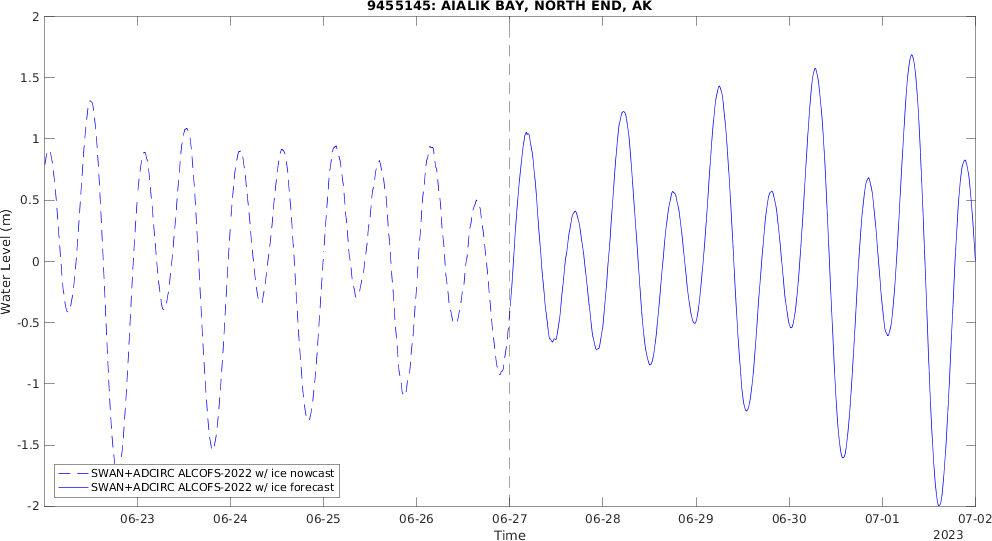 9455145: AIALIK BAY, NORTH END, AK
2
1.5
1
0.5
0
-0.5
-1
-1.5
-2
Water Level (m)
SWAN+ADCIRC ALCOFS-2022 w/ ice nowcast
SWAN+ADCIRC ALCOFS-2022 w/ ice forecast
06-23 06-24 06-25 06-26 06-27 06-28 06-29 06-30 07-01 07-02
Time
2023